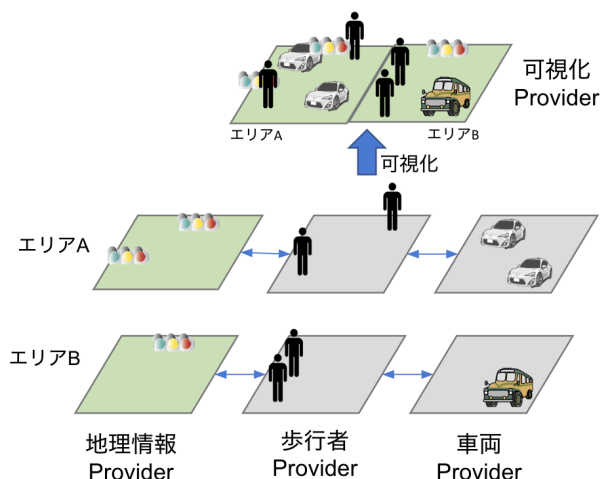 可視化
Provider
エリアA
エリアB
可視化
エリアA
エリアB
地理情報
Provider
歩行者
Provider
車両
Provider